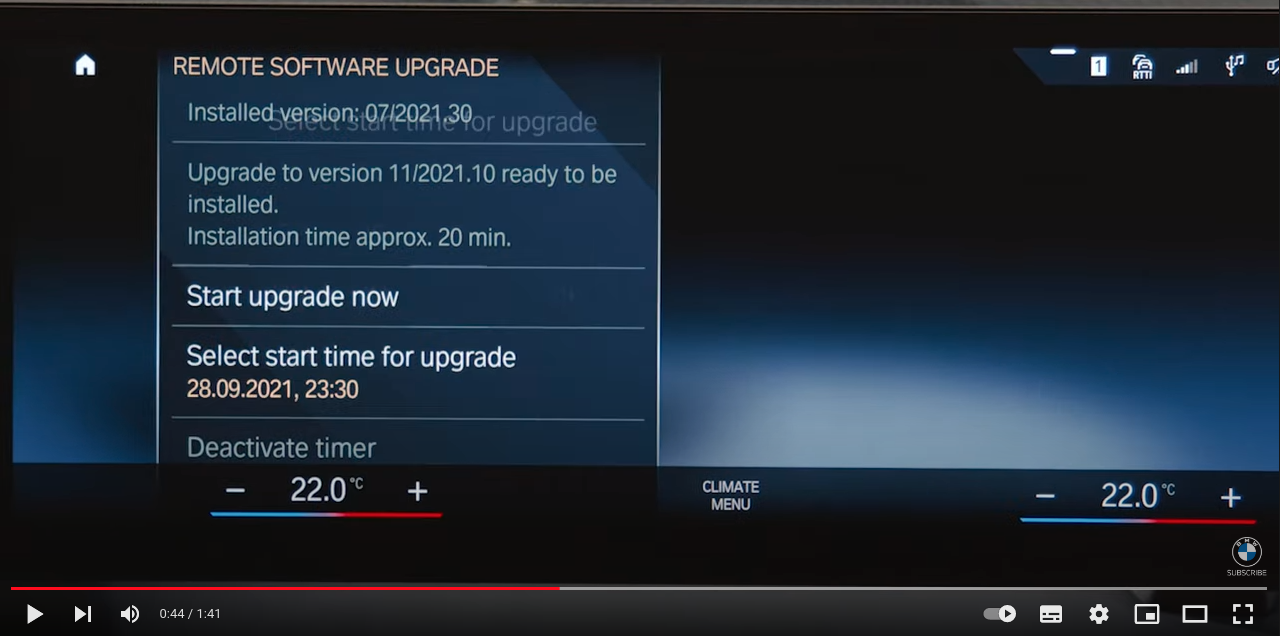 REMOTE SOFTWARE UPGRADE
1
RTTI
Installed version: 07/2021.30
Select start time for upgrade
Upgrade to version 11/2021.10 ready to be
installed.
Installation time approx. 20 min.
Start upgrade now
Select start time for upgrade
28.09.2021, 23:30
Deactivate timer
− 22.0 °C +
CLIMATE
MENU
− 22.0 °C +
BMW
SUBSCRIBE
0:44 / 1:41